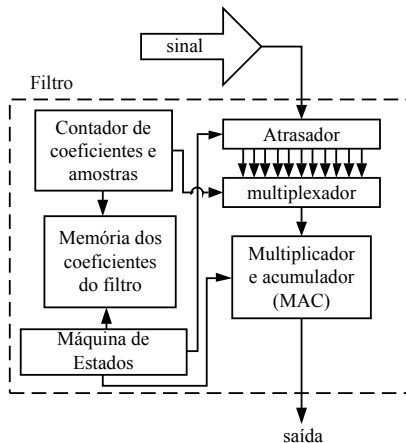 sinal
Filtro
Contador de
coeficientes e
amostras
Atrasador
multiplexador
Memória dos
coeficientes
do filtro
Multiplicador
e acumulador
(MAC)
Máquina de
Estados
saída